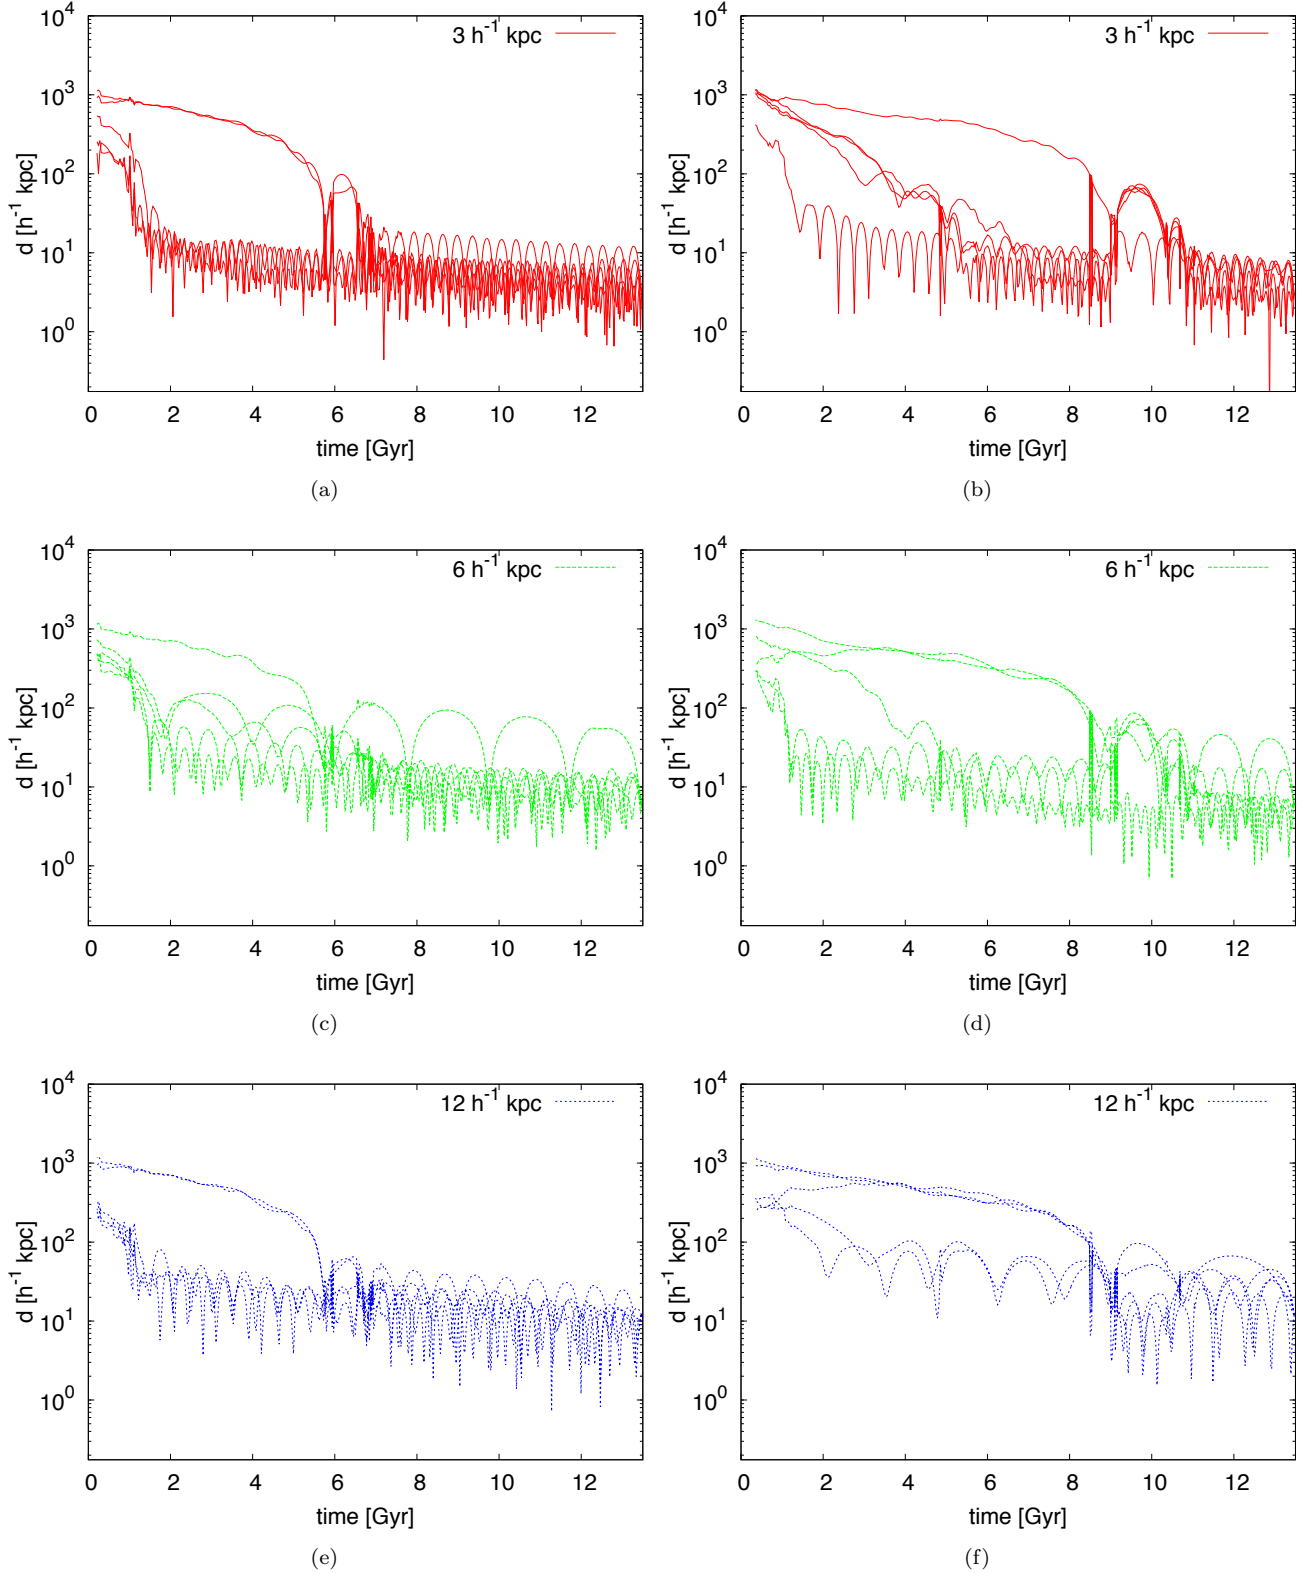 10^4
3 h^-1 kpc
10^3
10^2
10^1
10^0
d [h^-1 kpc]
0 2 4 6 8 10 12
time [Gyr]
(a)
10^4
3 h^-1 kpc
10^3
10^2
10^1
10^0
d [h^-1 kpc]
0 2 4 6 8 10 12
time [Gyr]
(b)
10^4
6 h^-1 kpc
10^3
10^2
10^1
10^0
d [h^-1 kpc]
0 2 4 6 8 10 12
time [Gyr]
(c)
10^4
6 h^-1 kpc
10^3
10^2
10^1
10^0
d [h^-1 kpc]
0 2 4 6 8 10 12
time [Gyr]
(d)
10^4
12 h^-1 kpc
10^3
10^2
10^1
10^0
d [h^-1 kpc]
0 2 4 6 8 10 12
time [Gyr]
(e)
10^4
12 h^-1 kpc
10^3
10^2
10^1
10^0
d [h^-1 kpc]
0 2 4 6 8 10 12
time [Gyr]
(f)